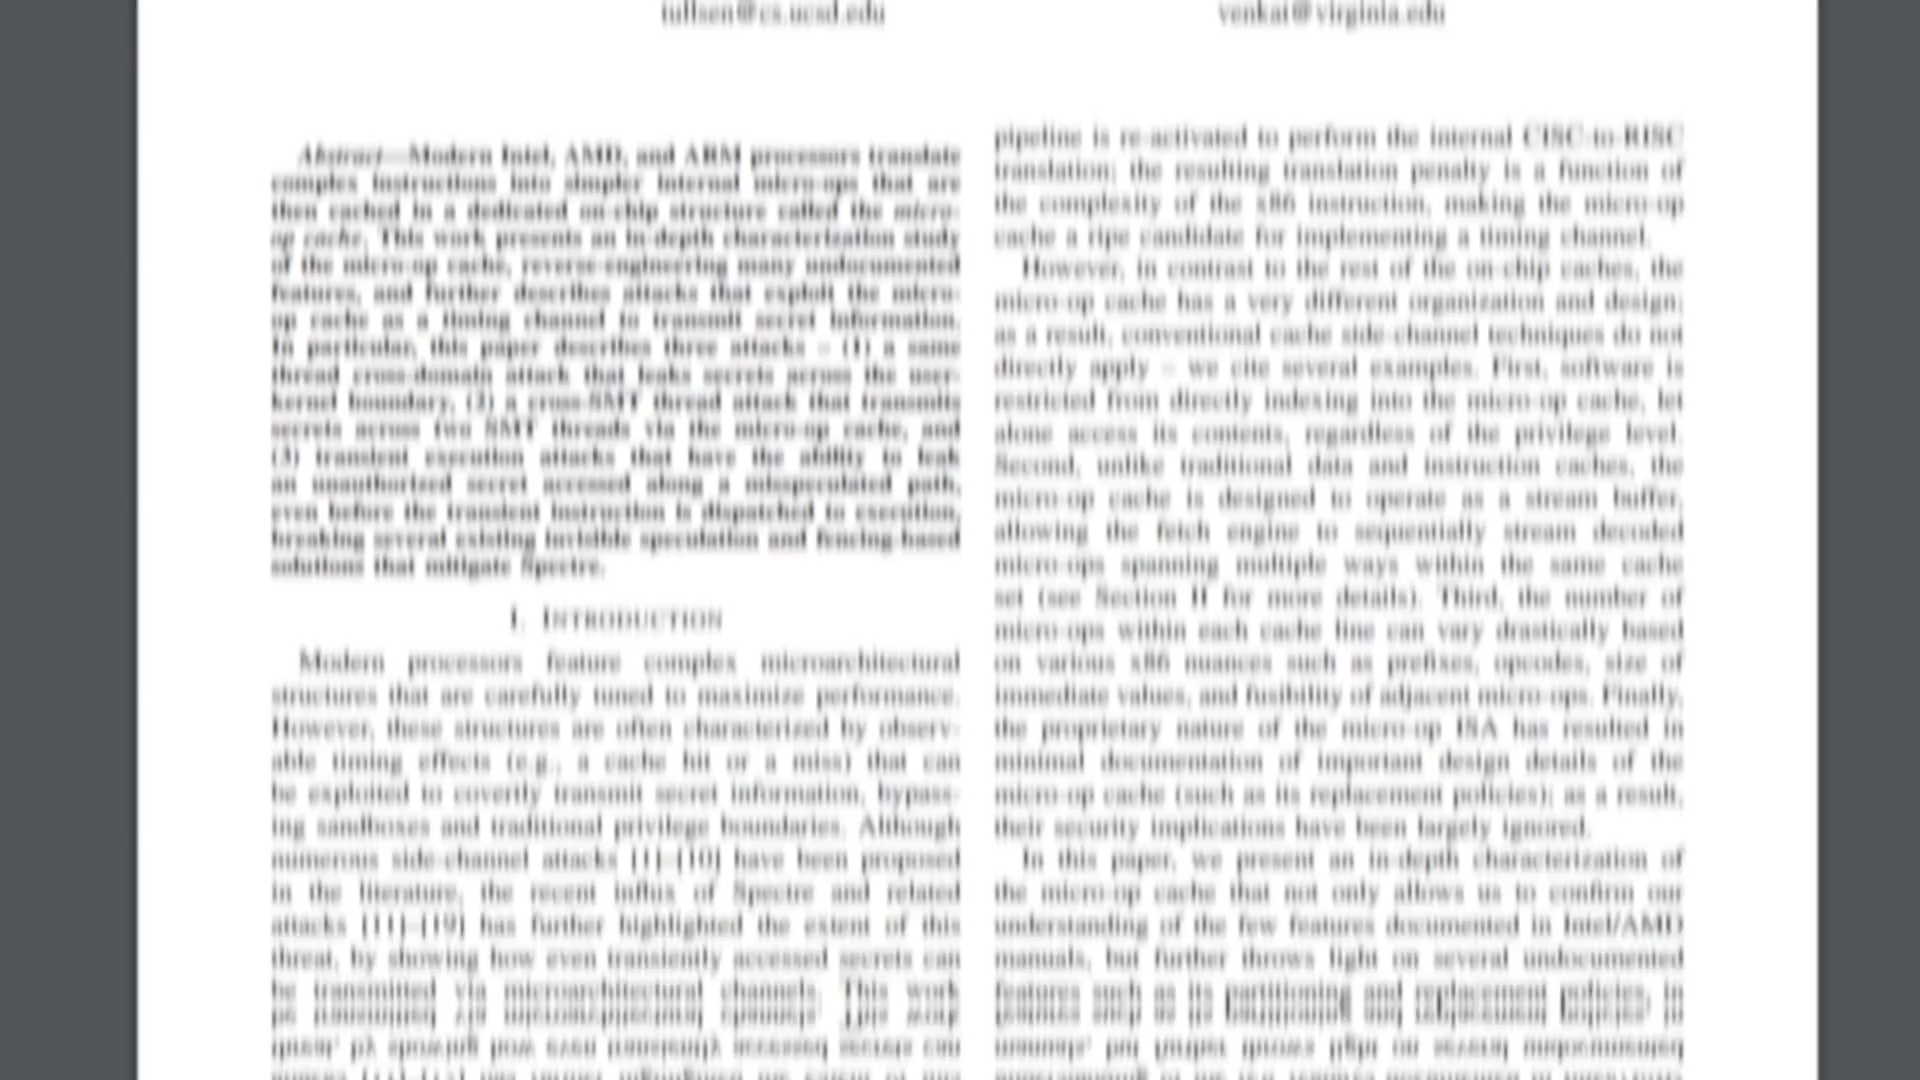 tullsen@cs.ucsd.edu
venkat@virginia.edu
Abstract—Modern Intel, AMD, and ARM processors translate
complex instructions into simpler internal micro-ops that are
then cached in a dedicated on-chip structure called the micro-
op cache. This work presents an in-depth characterization study
of the micro-op cache, reverse-engineering many undocumented
features, and further describes attacks that exploit the micro-
op cache as a timing channel to transmit secret information.
In particular, this paper describes three attacks – (1) a same
thread cross-domain attack that leaks secrets across the user-
kernel boundary, (2) a cross-SMT thread attack that transmits
secrets across two SMT threads via the micro-op cache, and
(3) transient execution attacks that have the ability to leak
an unauthorized secret accessed along a misspeculated path,
even before the transient instruction is dispatched to execution,
breaking several existing invisible speculation and fencing-based
solutions that mitigate Spectre.
I. INTRODUCTION
Modern processors feature complex microarchitectural
structures that are carefully tuned to maximize performance.
However, these structures are often characterized by observ-
able timing effects (e.g., a cache hit or a miss) that can
be exploited to covertly transmit secret information, bypass-
ing sandboxes and traditional privilege boundaries. Although
numerous side-channel attacks [1]–[10] have been proposed
in the literature, the recent influx of Spectre and related
attacks [11]–[19] has further highlighted the extent of this
threat, by showing how even transiently accessed secrets can
be transmitted via microarchitectural channels. This work
pipeline is re-activated to perform the internal CISC-to-RISC
translation; the resulting translation penalty is a function of
the complexity of the x86 instruction, making the micro-op
cache a ripe candidate for implementing a timing channel.
However, in contrast to the rest of the on-chip caches, the
micro-op cache has a very different organization and design;
as a result, conventional cache side-channel techniques do not
directly apply – we cite several examples. First, software is
restricted from directly indexing into the micro-op cache, let
alone access its contents, regardless of the privilege level.
Second, unlike traditional data and instruction caches, the
micro-op cache is designed to operate as a stream buffer,
allowing the fetch engine to sequentially stream decoded
micro-ops spanning multiple ways within the same cache
set (see Section II for more details). Third, the number of
micro-ops within each cache line can vary drastically based
on various x86 nuances such as prefixes, opcodes, size of
immediate values, and fusibility of adjacent micro-ops. Finally,
the proprietary nature of the micro-op ISA has resulted in
minimal documentation of important design details of the
micro-op cache (such as its replacement policies); as a result,
their security implications have been largely ignored.
In this paper, we present an in-depth characterization of
the micro-op cache that not only allows us to confirm our
understanding of the few features documented in Intel/AMD
manuals, but further throws light on several undocumented
features such as its partitioning and replacement policies, in